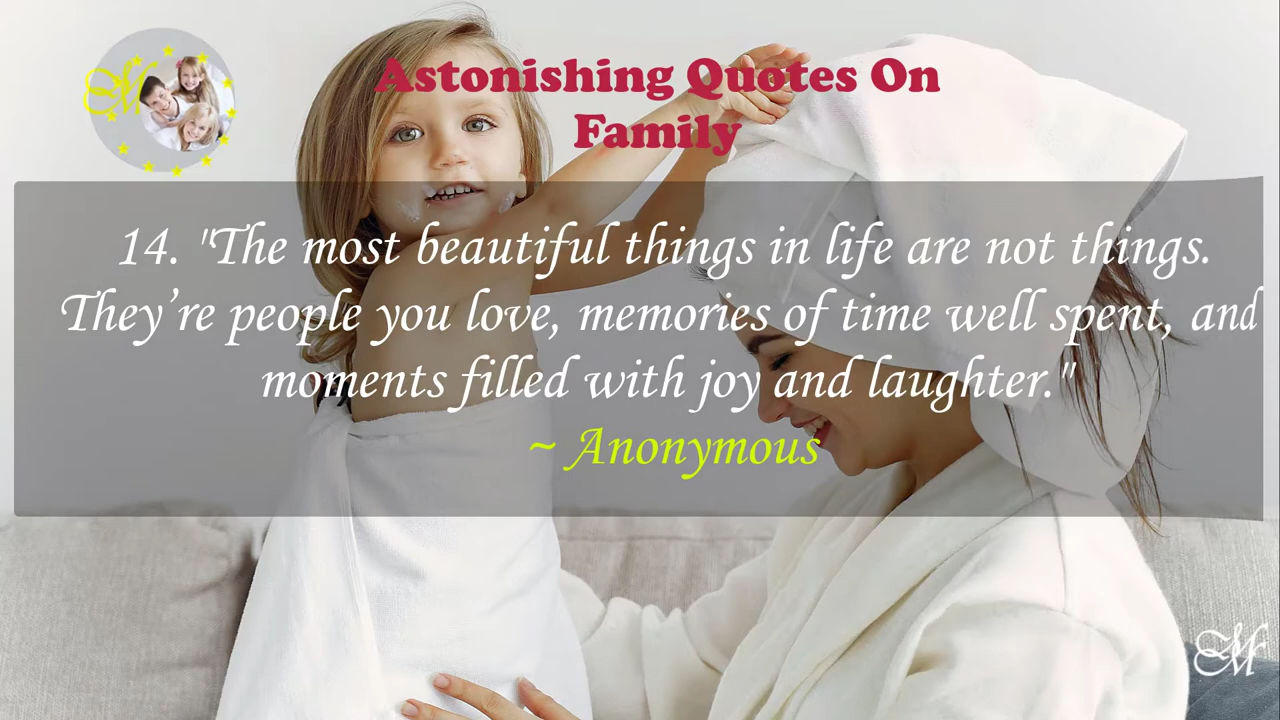 Astonishing Quotes On
Family
14. "The most beautiful things in life are not things.
They’re people you love, memories of time well spent, and
moments filled with joy and laughter."
~ Anonymous
M
M